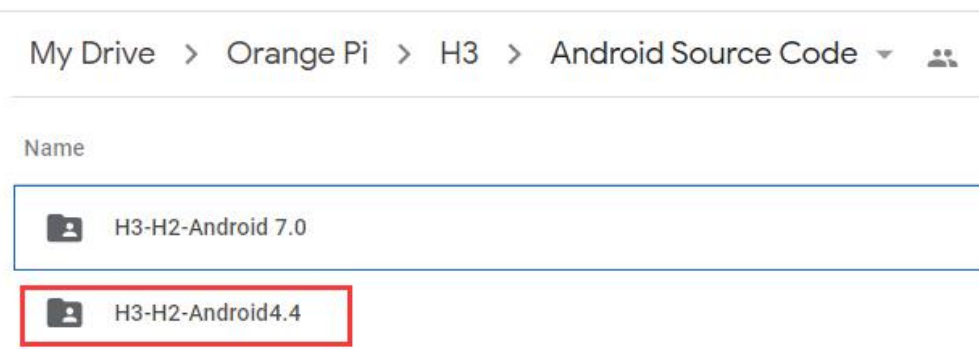 My Drive > Orange Pi > H3 > Android Source Code
Name
H3-H2-Android 7.0
H3-H2-Android4.4